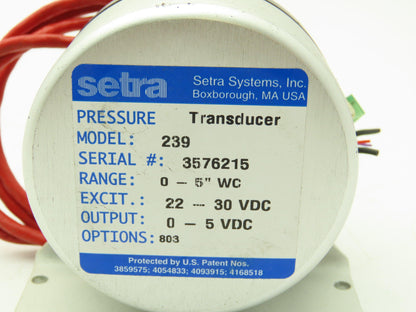 setra
Setra Systems, Inc.
Boxborough, MA USA
PRESSURE Transducer
MODEL: 239
SERIAL #: 3576215
RANGE: 0 – 5" WC
EXCIT.: 22 – 30 VDC
OUTPUT: 0 – 5 VDC
OPTIONS: 803
Protected by U.S. Patent Nos.
3859575; 4054833; 4093915; 4168518